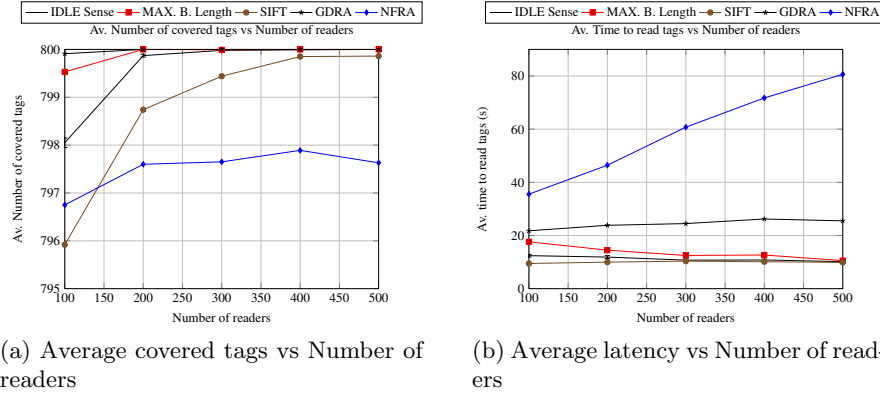 IDLE Sense MAX. B. Length SIFT GDRA NFRA
Av. Number of covered tags vs Number of readers
800
799
798
797
796
795
Av. Number of covered tags
100 150 200 250 300 350 400 450 500
Number of readers
(a) Average covered tags vs Number of
readers
IDLE Sense MAX. B. Length SIFT GDRA NFRA
Av. Time to read tags vs Number of readers
80
60
40
20
0
Av. time to read tags (s)
100 150 200 250 300 350 400 450 500
Number of readers
(b) Average latency vs Number of read-
ers